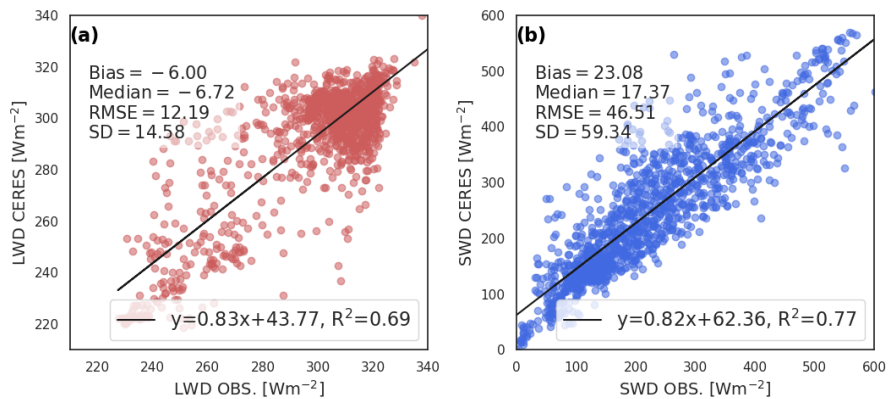 (a)
Bias = −6.00
Median = −6.72
RMSE = 12.19
SD = 14.58
340
320
300
280
260
240
220
LWD CERES [Wm⁻²]
y=0.83x+43.77, R²=0.69
220 240 260 280 300 320 340
LWD OBS. [Wm⁻²]
(b)
Bias = 23.08
Median = 17.37
RMSE = 46.51
SD = 59.34
600
500
400
300
200
100
0
SWD CERES [Wm⁻²]
y=0.82x+62.36, R²=0.77
0 100 200 300 400 500 600
SWD OBS. [Wm⁻²]